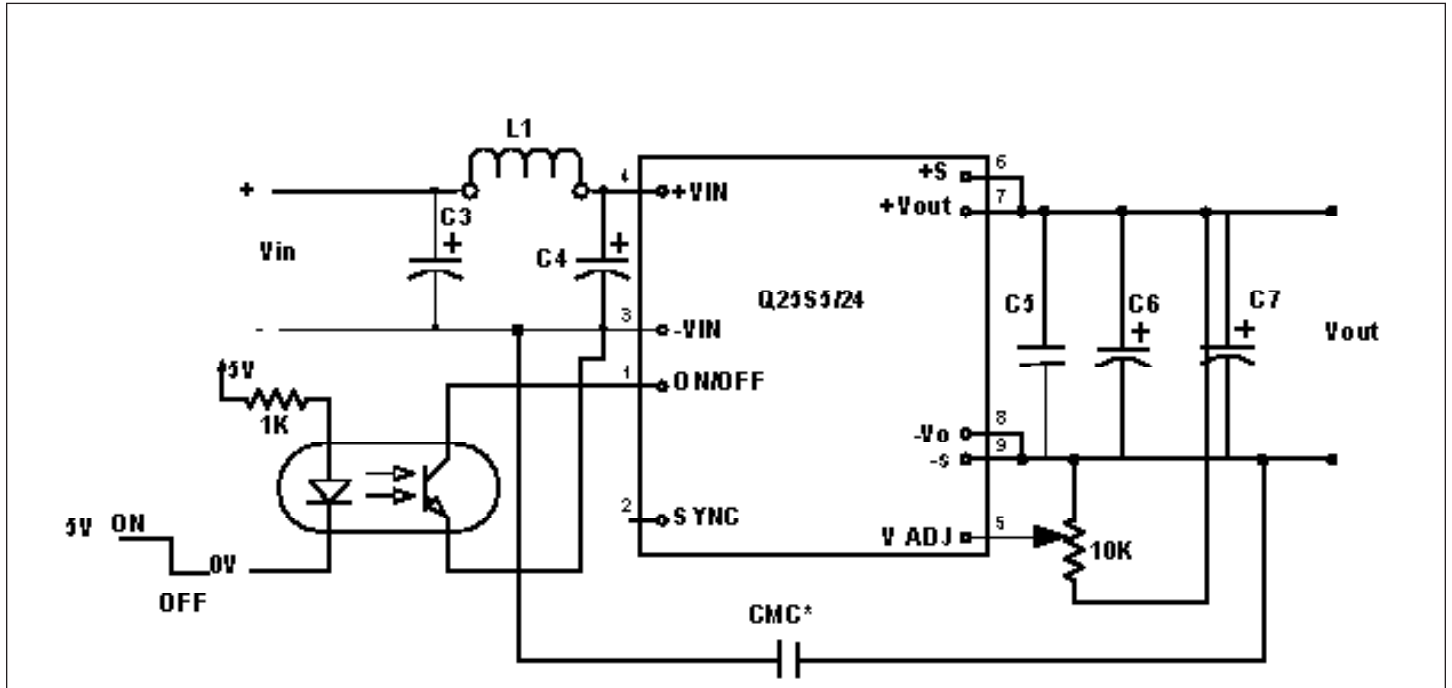 L1
+
4
+VIN
+S
6
+Vout
7
C3
+
Vin
C4
+
Q25S5/24
C5
C6
+
C7
+
Vout
-
3
-VIN
+5V
1
ON/OFF
1K
-Vo
8
-s
9
2
SYNC
5V
ON
0V
OFF
V ADJ
5
10K
CMC*